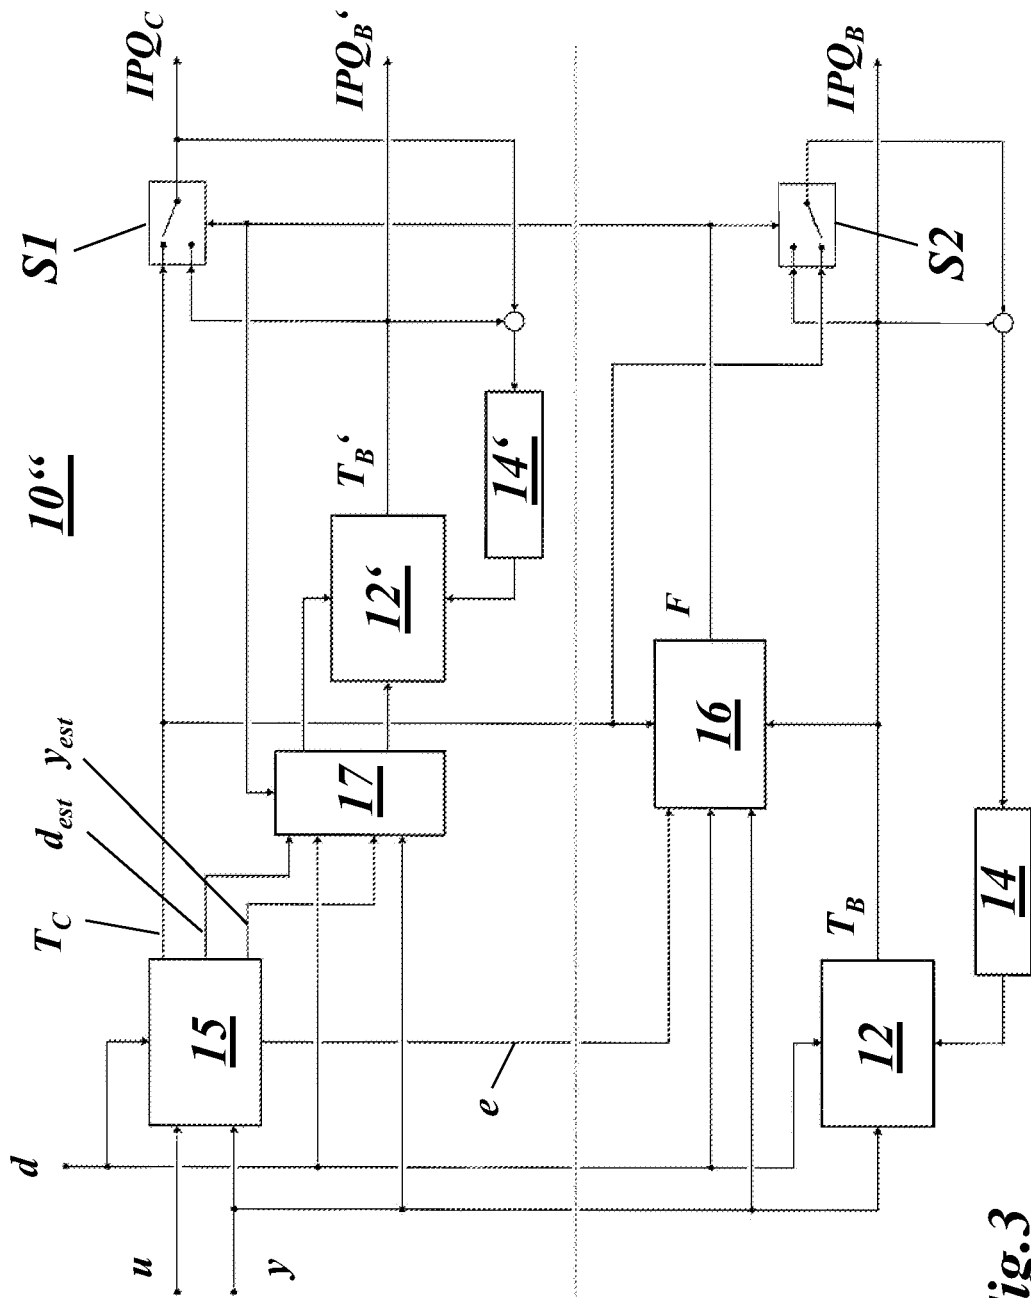 10“
IPQC
IPQB‘
IPQB
S1
S2
TB‘
14‘
12‘
F
16
17
yest
dest
TC
TB
14
15
12
e
d
u
y
ig.3